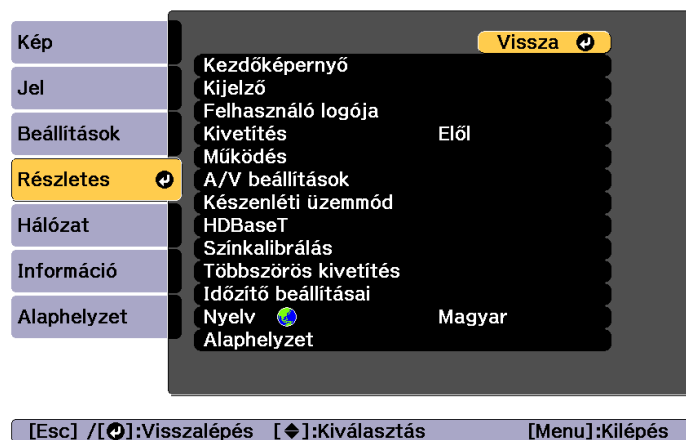 Kép
Jel
Beállítások
Részletes
Hálózat
Információ
Alaphelyzet
Vissza
Kezdőképernyő
Kijelző
Felhasználó logója
Kivetítés Elől
Működés
A/V beállítások
Készenléti üzemmód
HDBaseT
Színkalibrálás
Többszörös kivetítés
Időzítő beállításai
Nyelv Magyar
Alaphelyzet
[Esc] /[ ]:Visszalépés [ ]:Kiválasztás [Menu]:Kilépés